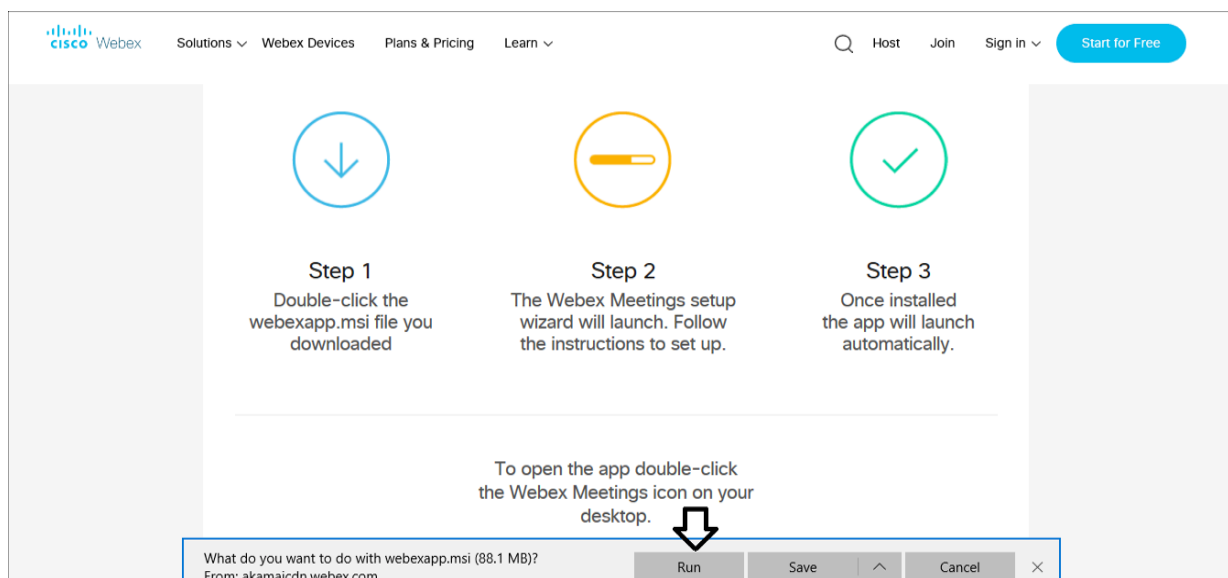 CISCO Webex
Solutions
Webex Devices
Plans & Pricing
Learn
Host
Join
Sign in
Start for Free
Step 1
Double-click the
webexapp.msi file you
downloaded
Step 2
The Webex Meetings setup
wizard will launch. Follow
the instructions to set up.
Step 3
Once installed
the app will launch
automatically.
To open the app double-click
the Webex Meetings icon on your
desktop.
What do you want to do with webexapp.msi (88.1 MB)?
From: akamaicdn.webex.com
Run
Save
Cancel